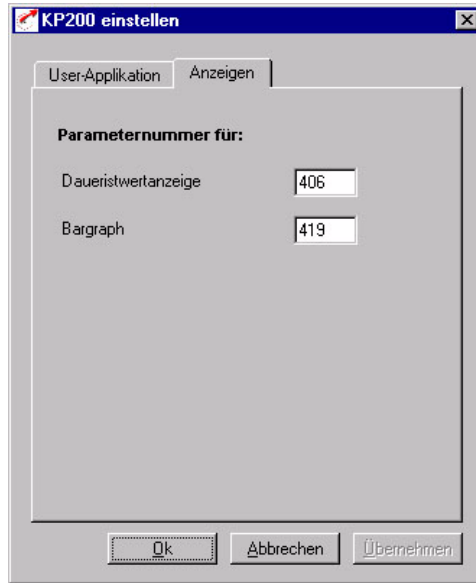 KP200 einstellen
User-Applikation Anzeigen
Parameternummer für:
Daueristwertanzeige 406
Bargraph 419
Ok Abbrechen Übernehmen